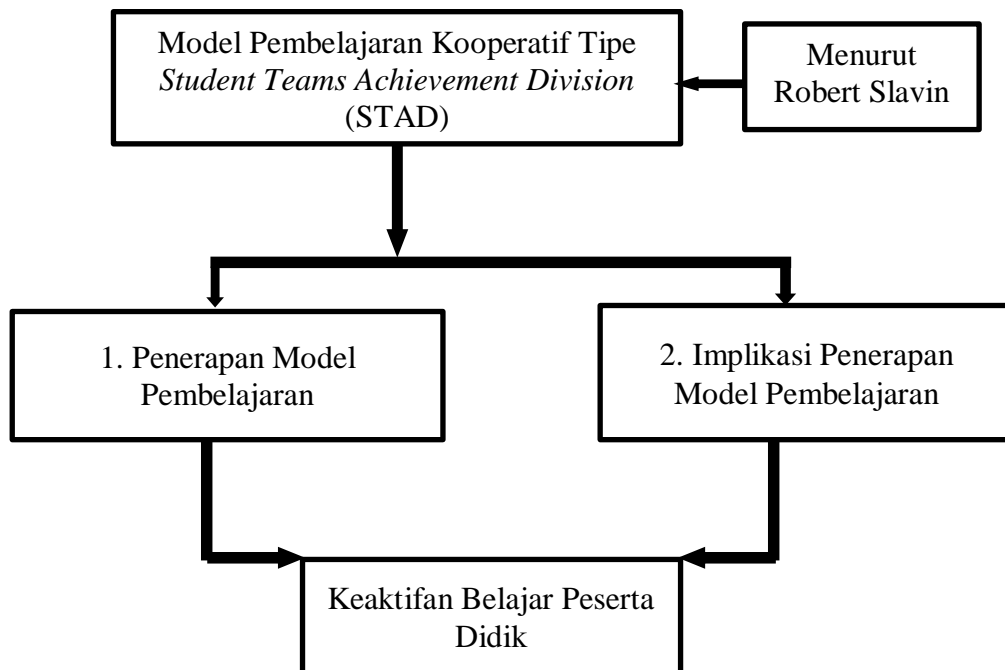 Model Pembelajaran Kooperatif Tipe
Student Teams Achievement Division
(STAD)
Menurut
Robert Slavin
1. Penerapan Model
Pembelajaran
2. Implikasi Penerapan
Model Pembelajaran
Keaktifan Belajar Peserta
Didik